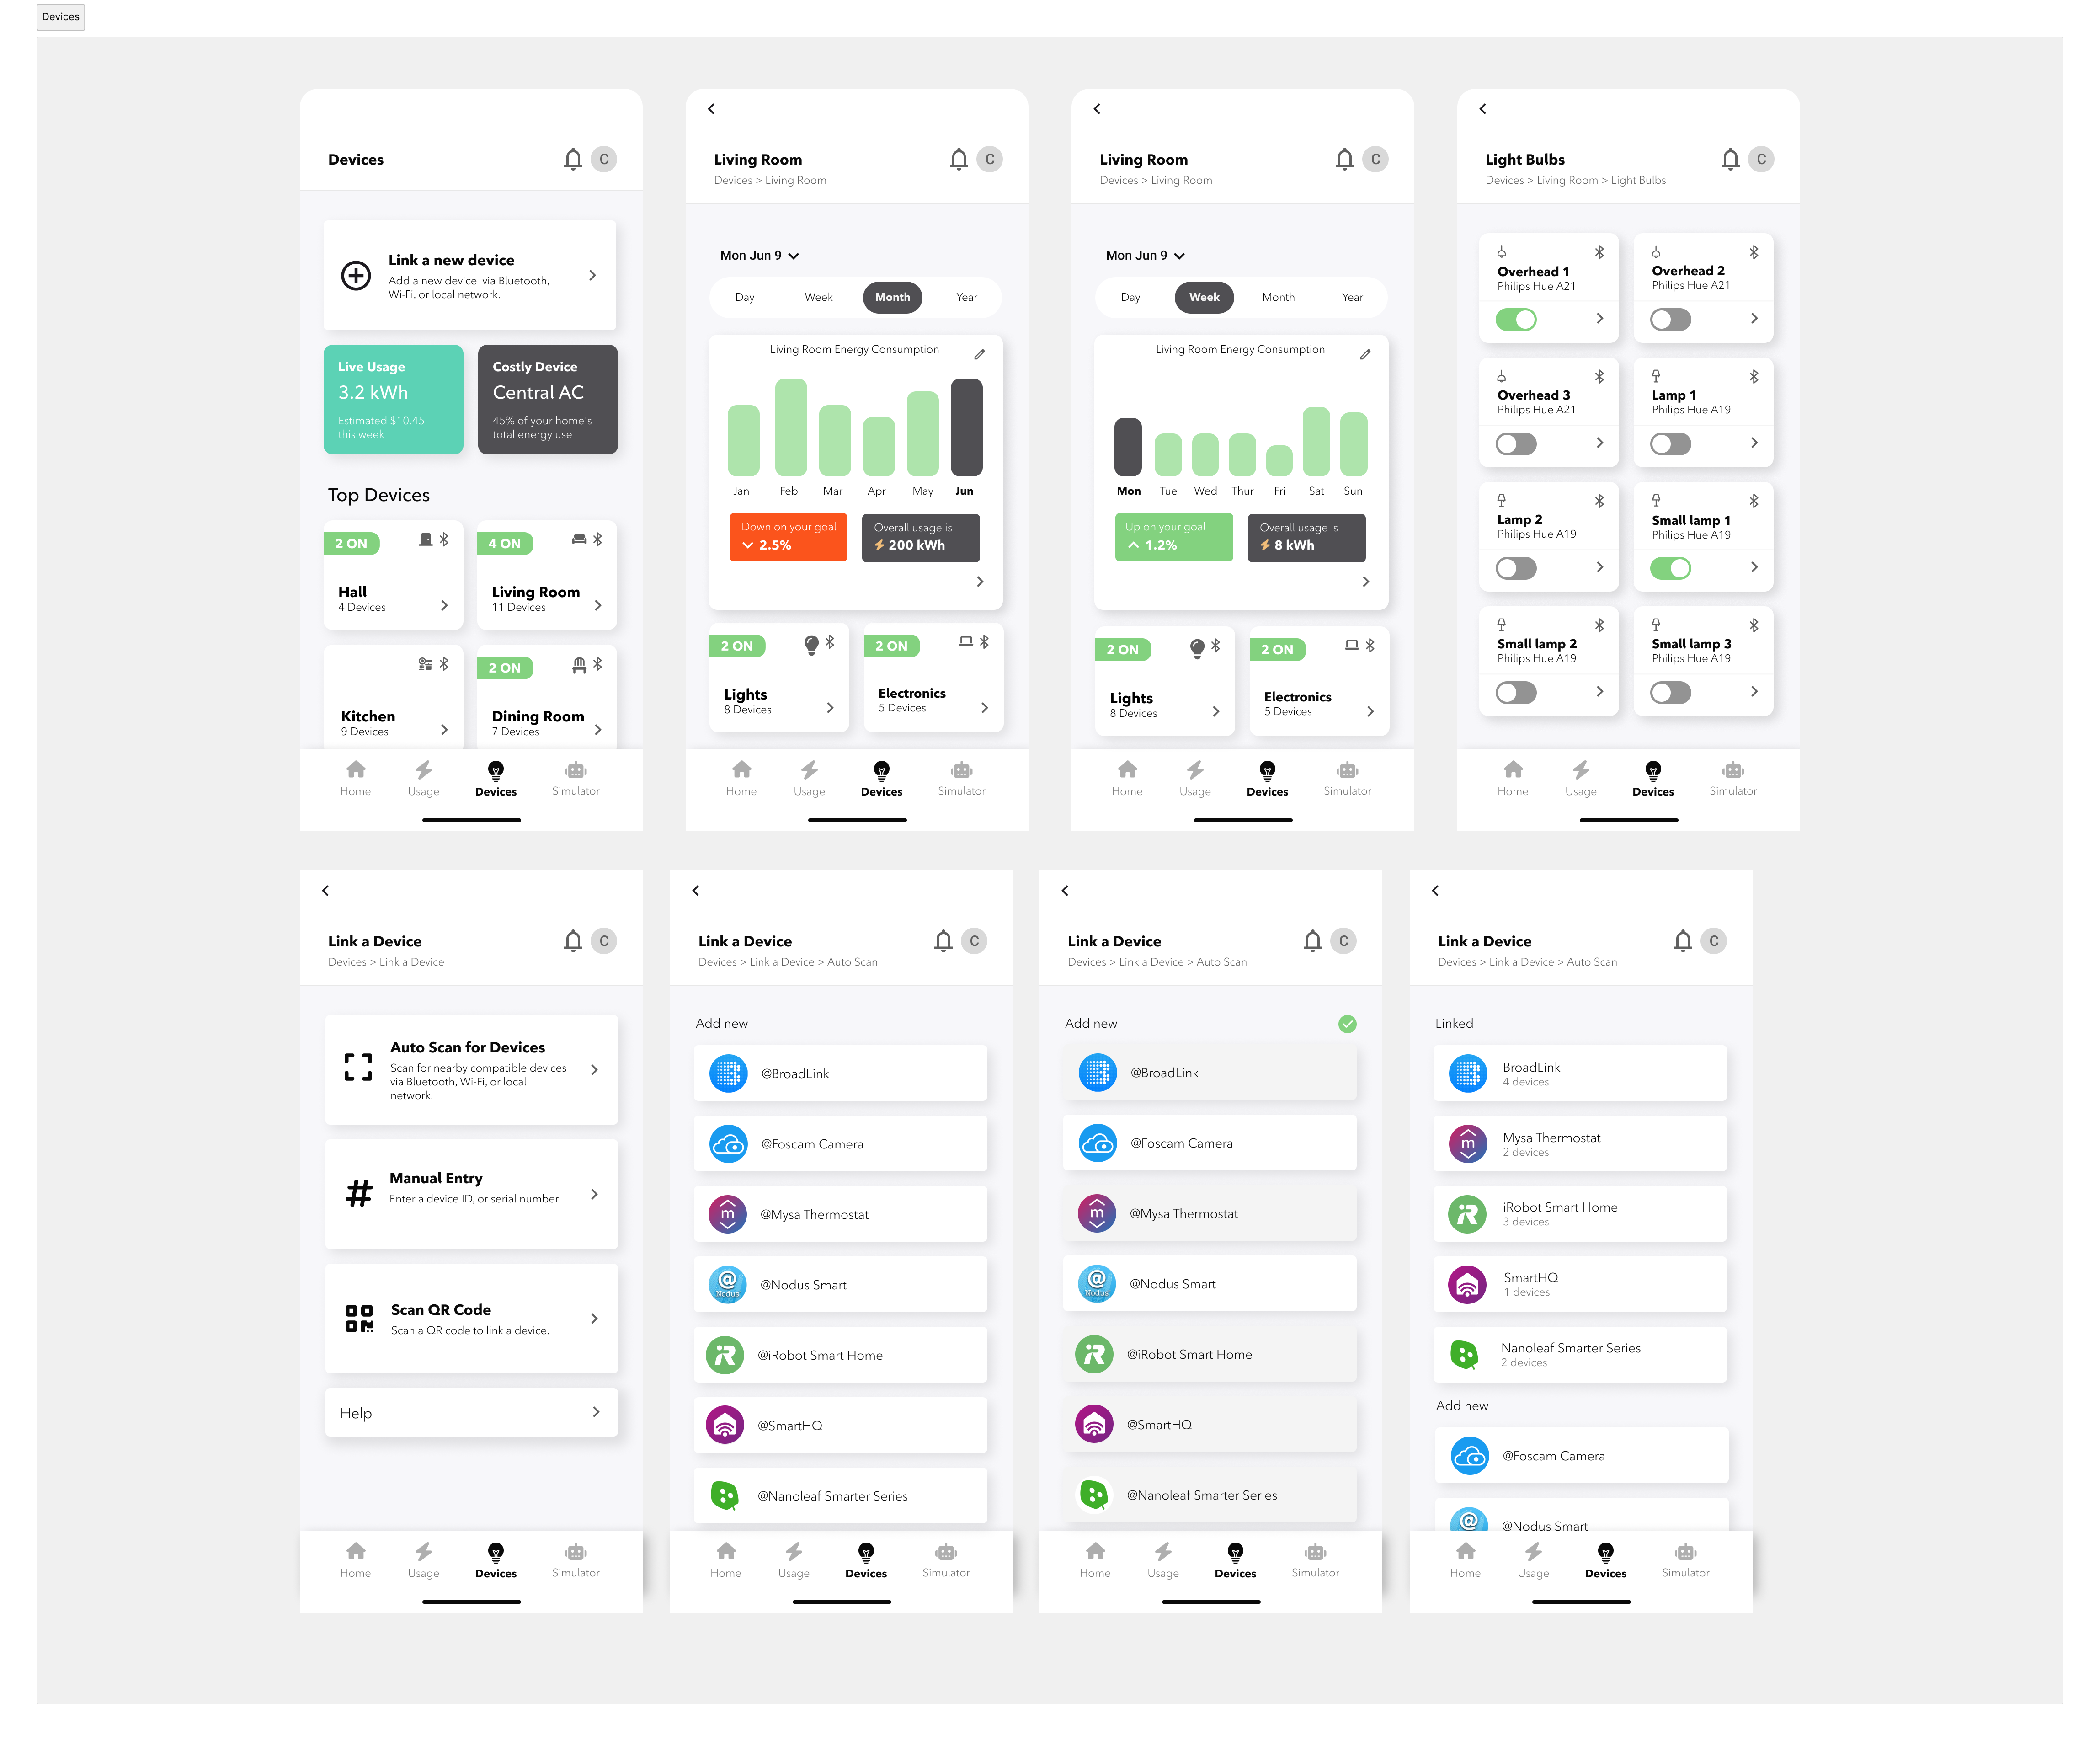 Devices
Devices
C
Link a new device
Add a new device via Bluetooth,
Wi-Fi, or local network.
Live Usage
3.2 kWh
Estimated $10.45
this week
Costly Device
Central AC
45% of your home's
total energy use
Top Devices
2 ON
Hall
4 Devices
4 ON
Living Room
11 Devices
Kitchen
9 Devices
2 ON
Dining Room
7 Devices
Home
Usage
Devices
Simulator
Living Room
C
Devices > Living Room
Mon Jun 9
Day
Week
Month
Year
Living Room Energy Consumption
Jan
Feb
Mar
Apr
May
Jun
Down on your goal
2.5%
Overall usage is
200 kWh
2 ON
Lights
8 Devices
2 ON
Electronics
5 Devices
Home
Usage
Devices
Simulator
Living Room
C
Devices > Living Room
Mon Jun 9
Day
Week
Month
Year
Living Room Energy Consumption
Mon
Tue
Wed
Thur
Fri
Sat
Sun
Up on your goal
1.2%
Overall usage is
8 kWh
2 ON
Lights
8 Devices
2 ON
Electronics
5 Devices
Home
Usage
Devices
Simulator
Light Bulbs
C
Devices > Living Room > Light Bulbs
Overhead 1
Philips Hue A21
Overhead 2
Philips Hue A21
Overhead 3
Philips Hue A21
Lamp 1
Philips Hue A19
Lamp 2
Philips Hue A19
Small lamp 1
Philips Hue A19
Small lamp 2
Philips Hue A19
Small lamp 3
Philips Hue A19
Home
Usage
Devices
Simulator
Link a Device
C
Devices > Link a Device
Auto Scan for Devices
Scan for nearby compatible devices
via Bluetooth, Wi-Fi, or local
network.
Manual Entry
Enter a device ID, or serial number.
Scan QR Code
Scan a QR code to link a device.
Help
Home
Usage
Devices
Simulator
Link a Device
C
Devices > Link a Device > Auto Scan
Add new
@BroadLink
@Foscam Camera
m
@Mysa Thermostat
@
Nodus
@Nodus Smart
iR
@iRobot Smart Home
@SmartHQ
@Nanoleaf Smarter Series
Home
Usage
Devices
Simulator
Link a Device
C
Devices > Link a Device > Auto Scan
Add new
@BroadLink
@Foscam Camera
m
@Mysa Thermostat
@
Nodus
@Nodus Smart
iR
@iRobot Smart Home
@SmartHQ
@Nanoleaf Smarter Series
Home
Usage
Devices
Simulator
Link a Device
C
Devices > Link a Device > Auto Scan
Linked
BroadLink
4 devices
m
Mysa Thermostat
2 devices
iR
iRobot Smart Home
3 devices
SmartHQ
1 devices
Nanoleaf Smarter Series
2 devices
Add new
@Foscam Camera
@
@Nodus Smart
Home
Usage
Devices
Simulator